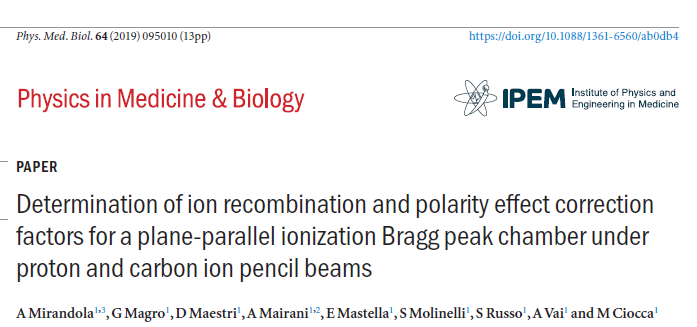 Phys. Med. Biol. 64 (2019) 095010 (13pp) https://doi.org/10.1088/1361-6560/ab0db4
Physics in Medicine & Biology
IPEM Institute of Physics and
Engineering in Medicine
PAPER
Determination of ion recombination and polarity effect correction
factors for a plane-parallel ionization Bragg peak chamber under
proton and carbon ion pencil beams
A Mirandola1,3, G Magro1, D Maestri1, A Mairani1,2, E Mastella1, S Molinelli1, S Russo1, A Vai1 and M Ciocca1